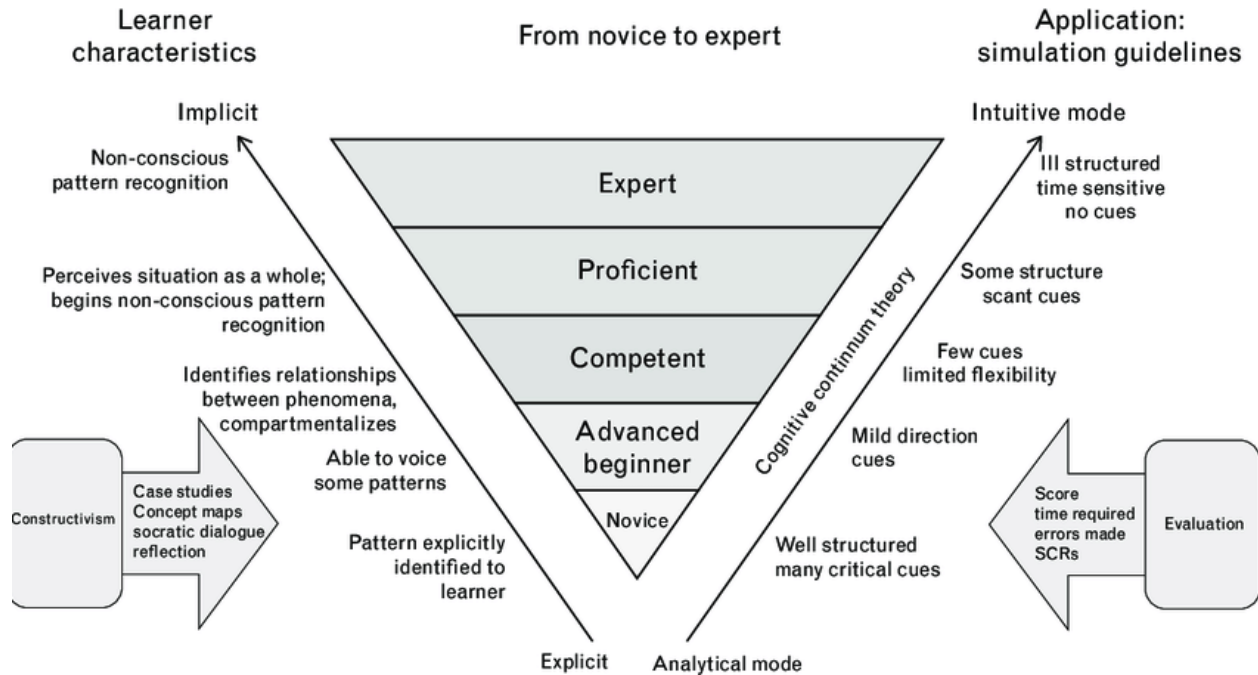 Learner
characteristics
From novice to expert
Application:
simulation guidelines
Implicit
Non-conscious
pattern recognition
Perceives situation as a whole;
begins non-conscious pattern
recognition
Identifies relationships
between phenomena,
compartmentalizes
Able to voice
some patterns
Pattern explicitly
identified to
learner
Explicit
Constructivism
Case studies
Concept maps
socratic dialogue
reflection
Expert
Proficient
Competent
Advanced
beginner
Novice
Cognitive continnum theory
Intuitive mode
Ill structured
time sensitive
no cues
Some structure
scant cues
Few cues
limited flexibility
Mild direction
cues
Well structured
many critical cues
Analytical mode
Score
time required
errors made
SCRs
Evaluation